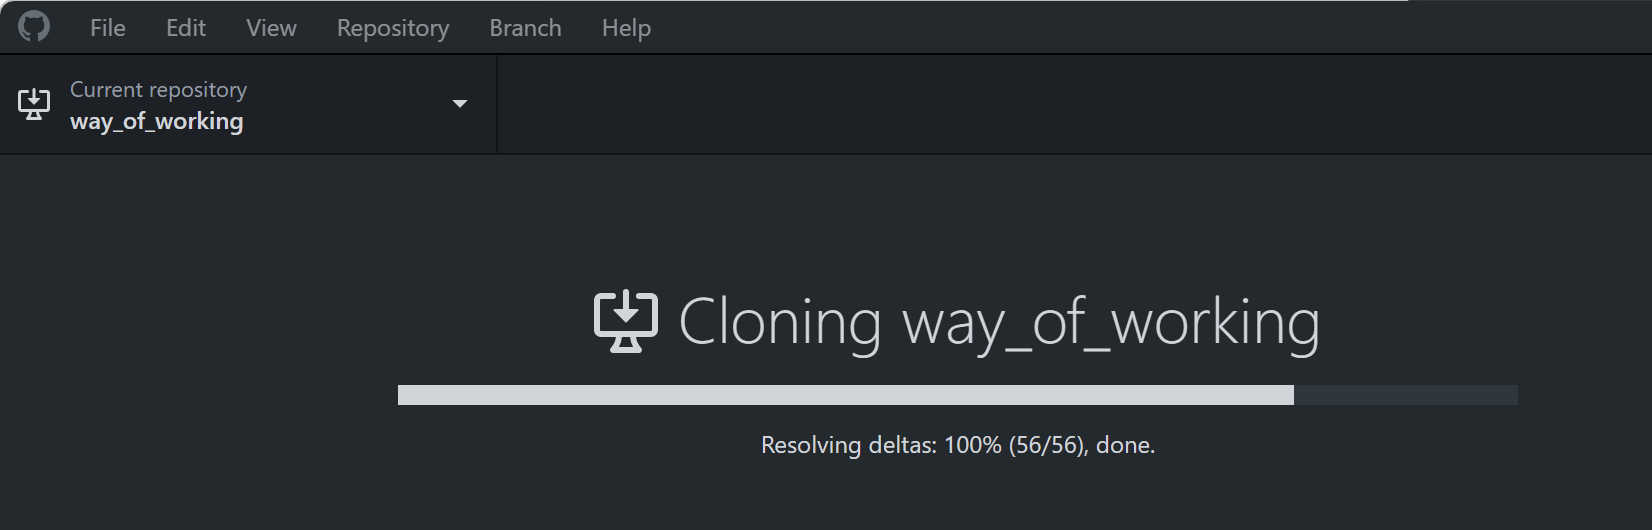 File Edit View Repository Branch Help
Current repository
way_of_working
Cloning way_of_working
Resolving deltas: 100% (56/56), done.